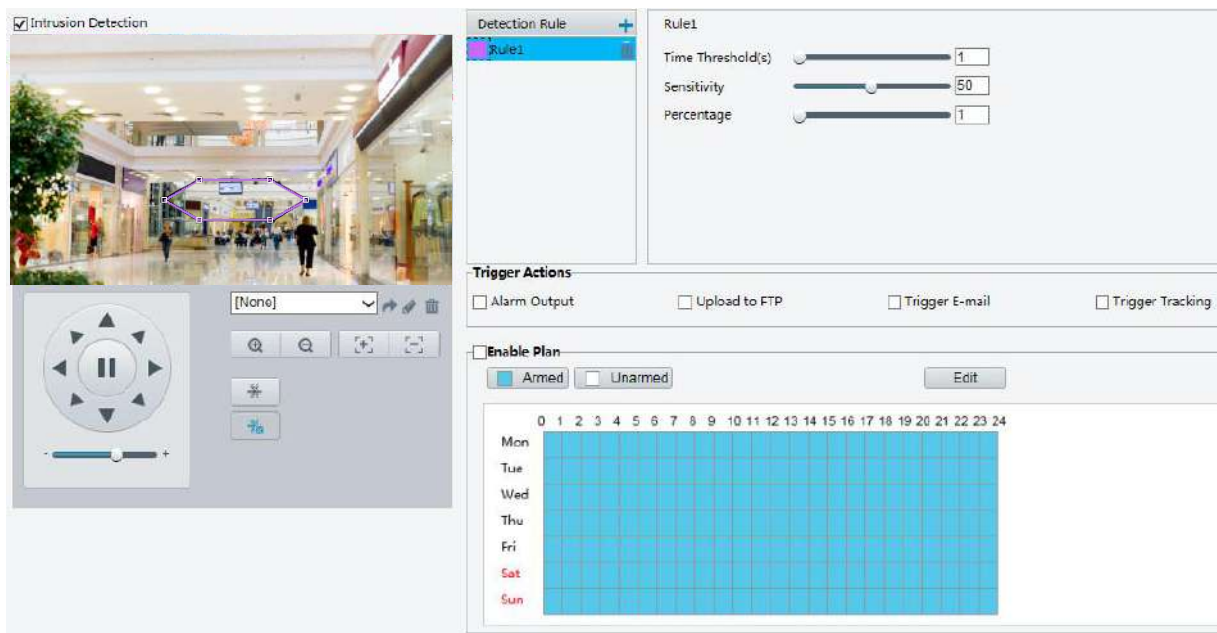 Intrusion Detection
[None]
- +
Detection Rule +
Rule1
Rule1
Time Threshold(s) 1
Sensitivity 50
Percentage 1
Trigger Actions
Alarm Output Upload to FTP Trigger E-mail Trigger Tracking
Enable Plan
Armed Unarmed Edit
0 1 2 3 4 5 6 7 8 9 10 11 12 13 14 15 16 17 18 19 20 21 22 23 24
Mon
Tue
Wed
Thu
Fri
Sat
Sun